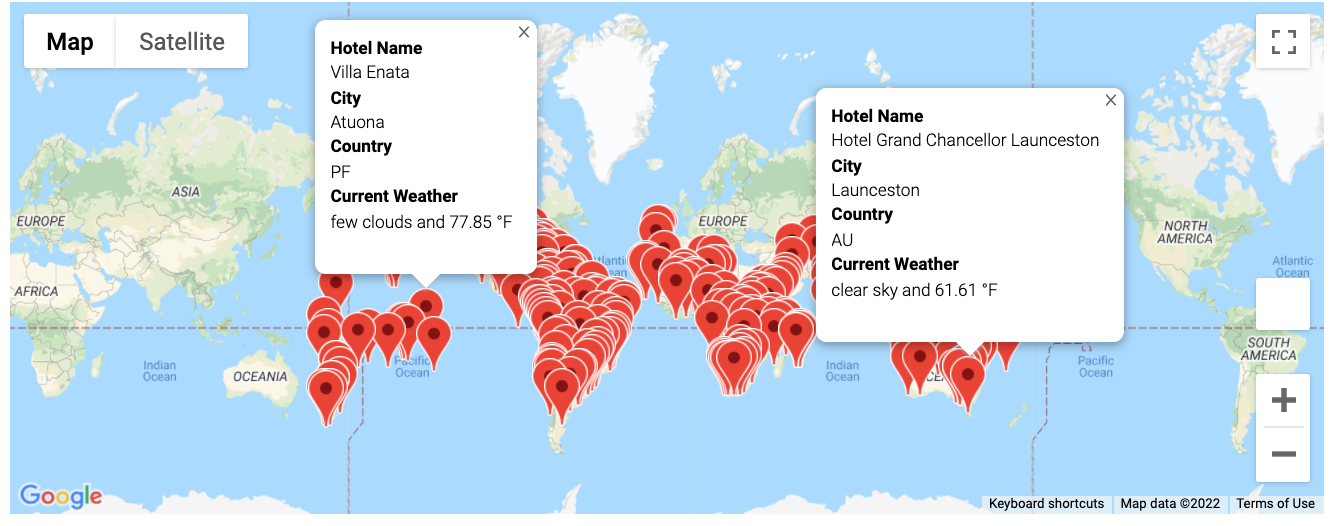 Map
Satellite
Hotel Name
Villa Enata
City
Atuona
Country
PF
Current Weather
few clouds and 77.85 °F
Hotel Name
Hotel Grand Chancellor Launceston
City
Launceston
Country
AU
Current Weather
clear sky and 61.61 °F
ASIA
EUROPE
AFRICA
Indian
Ocean
OCEANIA
Pacific
Ocean
EUROPE
Indian
Ocean
NORTH
AMERICA
Atlantic
Ocean
SOUTH
AMERICA
Pacific
Ocean
Google
Keyboard shortcuts
Map data ©2022
Terms of Use